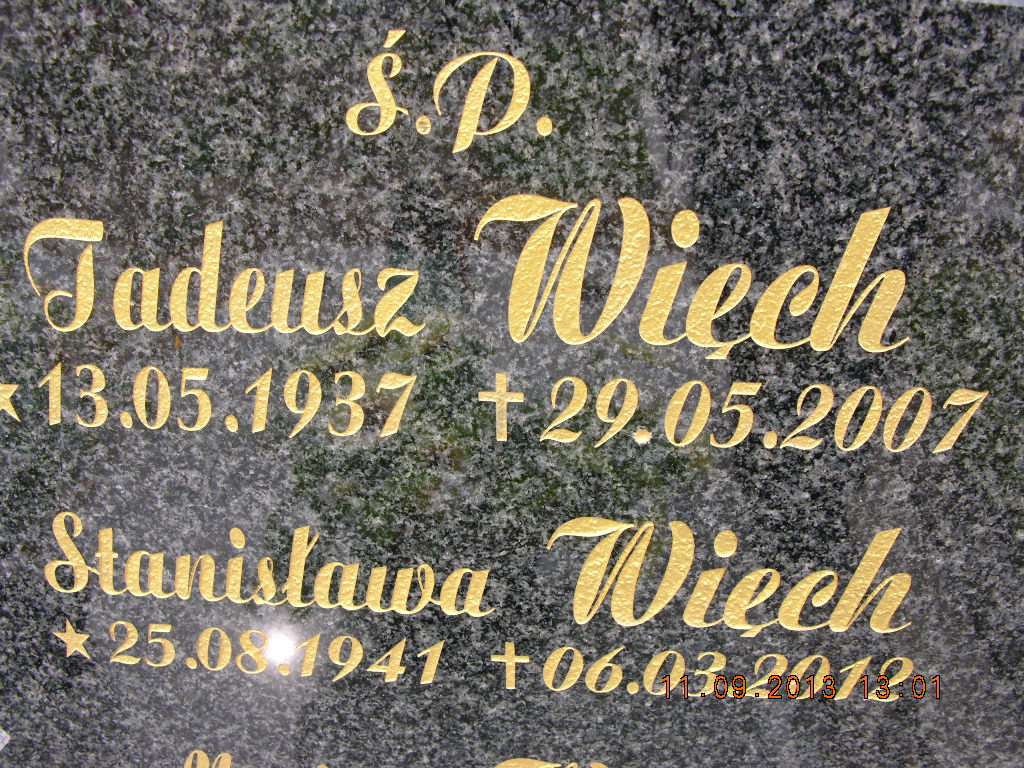 Ś.P.
Tadeusz Więch
★13.05.1937 ✝29.05.2007
Stanisława Więch
★25.08.1941 ✝06.03.2012
11.09.2013 13:01